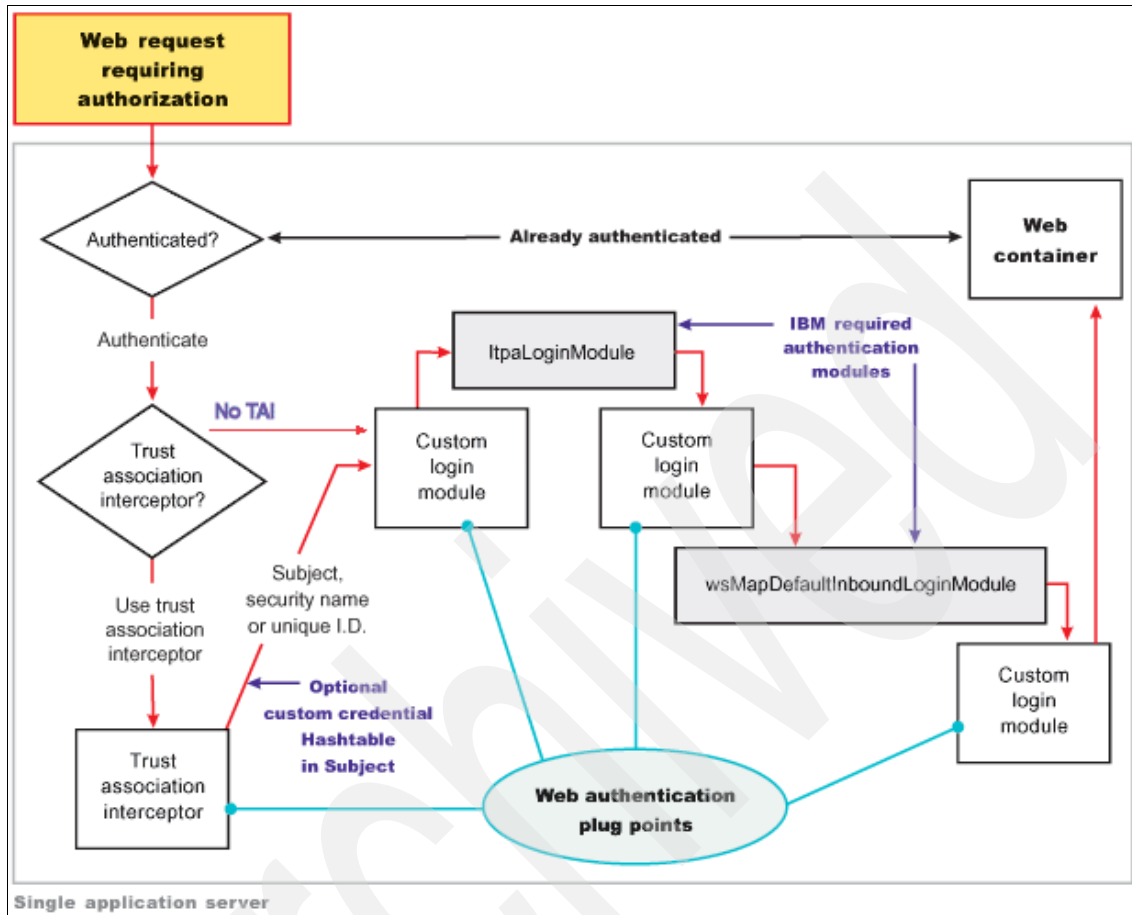 Web request
requiring
authorization
Authenticated?
Already authenticated
Web
container
Authenticate
ltpaLoginModule
IBM required
authentication
modules
No TAI
Trust
association
interceptor?
Custom
login
module
Custom
login
module
Subject,
security name
or unique I.D.
wsMapDefaultInboundLoginModule
Use trust
association
interceptor
Optional
custom credential
Hashtable
in Subject
Custom
login
module
Trust
association
interceptor
Web authentication
plug points
Single application server